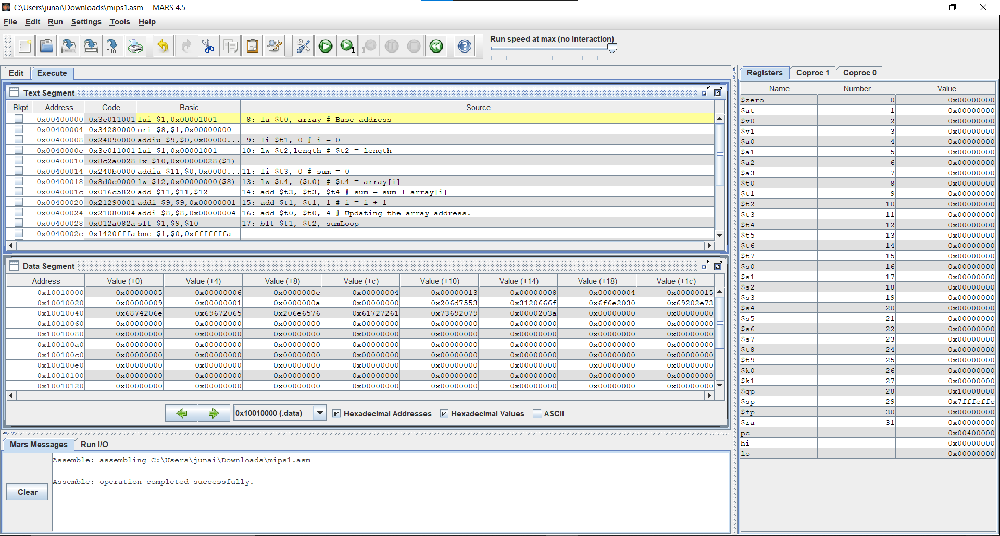 C:\Users\junai\Downloads\mips1.asm - MARS 4.5
File Edit Run Settings Tools Help
Run speed at max (no interaction)
Edit Execute
Text Segment
Bkpt Address Code Basic Source
0x00400000 0x3c011001 lui $1,0x00001001 8: la $t0, array # Base address
0x00400004 0x34280000 ori $8,$1,0x00000000
0x00400008 0x24090000 addiu $9,$0,0x00000... 9: li $t1, 0 # i = 0
0x0040000c 0x3c011001 lui $1,0x00001001 10: lw $t2,length # $t2 = length
0x00400010 0x8c2a0028 lw $10,0x00000028($1)
0x00400014 0x240b0000 addiu $11,$0,0x0000... 11: li $t3, 0 # sum = 0
0x00400018 0x8d0c0000 lw $12,0x00000000($8) 13: lw $t4, ($t0) # $t4 = array[i]
0x0040001c 0x016c5820 add $11,$11,$12 14: add $t3, $t3, $t4 # sum = sum + array[i]
0x00400020 0x21290001 addi $9,$9,0x00000001 15: add $t1, $t1, 1 # i = i + 1
0x00400024 0x21080004 addi $8,$8,0x00000004 16: add $t0, $t0, 4 # Updating the array address.
0x00400028 0x012a082a slt $1,$9,$10 17: blt $t1, $t2, sumLoop
0x0040002c 0x1420fffa bne $1,$0,0xfffffffa
Data Segment
Address Value (+0) Value (+4) Value (+8) Value (+c) Value (+10) Value (+14) Value (+18) Value (+1c)
0x10010000 0x00000005 0x00000006 0x0000000c 0x00000004 0x00000013 0x00000008 0x00000004 0x00000015
0x10010020 0x00000009 0x00000001 0x0000000a 0x00000000 0x206d7553 0x3120666f 0x6f6e2030 0x69202e73
0x10010040 0x6874206e 0x69672065 0x206e6576 0x61727261 0x73692079 0x0000203a 0x00000000 0x00000000
0x10010060 0x00000000 0x00000000 0x00000000 0x00000000 0x00000000 0x00000000 0x00000000 0x00000000
0x10010080 0x00000000 0x00000000 0x00000000 0x00000000 0x00000000 0x00000000 0x00000000 0x00000000
0x100100a0 0x00000000 0x00000000 0x00000000 0x00000000 0x00000000 0x00000000 0x00000000 0x00000000
0x100100c0 0x00000000 0x00000000 0x00000000 0x00000000 0x00000000 0x00000000 0x00000000 0x00000000
0x100100e0 0x00000000 0x00000000 0x00000000 0x00000000 0x00000000 0x00000000 0x00000000 0x00000000
0x10010100 0x00000000 0x00000000 0x00000000 0x00000000 0x00000000 0x00000000 0x00000000 0x00000000
0x10010120 0x00000000 0x00000000 0x00000000 0x00000000 0x00000000 0x00000000 0x00000000 0x00000000
0x10010000 (.data) Hexadecimal Addresses Hexadecimal Values ASCII
Mars Messages Run I/O
Assemble: assembling C:\Users\junai\Downloads\mips1.asm
Assemble: operation completed successfully.
Clear
Registers Coproc 1 Coproc 0
Name Number Value
$zero 0 0x00000000
$at 1 0x00000000
$v0 2 0x00000000
$v1 3 0x00000000
$a0 4 0x00000000
$a1 5 0x00000000
$a2 6 0x00000000
$a3 7 0x00000000
$t0 8 0x00000000
$t1 9 0x00000000
$t2 10 0x00000000
$t3 11 0x00000000
$t4 12 0x00000000
$t5 13 0x00000000
$t6 14 0x00000000
$t7 15 0x00000000
$s0 16 0x00000000
$s1 17 0x00000000
$s2 18 0x00000000
$s3 19 0x00000000
$s4 20 0x00000000
$s5 21 0x00000000
$s6 22 0x00000000
$s7 23 0x00000000
$t8 24 0x00000000
$t9 25 0x00000000
$k0 26 0x00000000
$k1 27 0x00000000
$gp 28 0x10008000
$sp 29 0x7fffeffc
$fp 30 0x00000000
$ra 31 0x00000000
pc 0x00400000
hi 0x00000000
lo 0x00000000